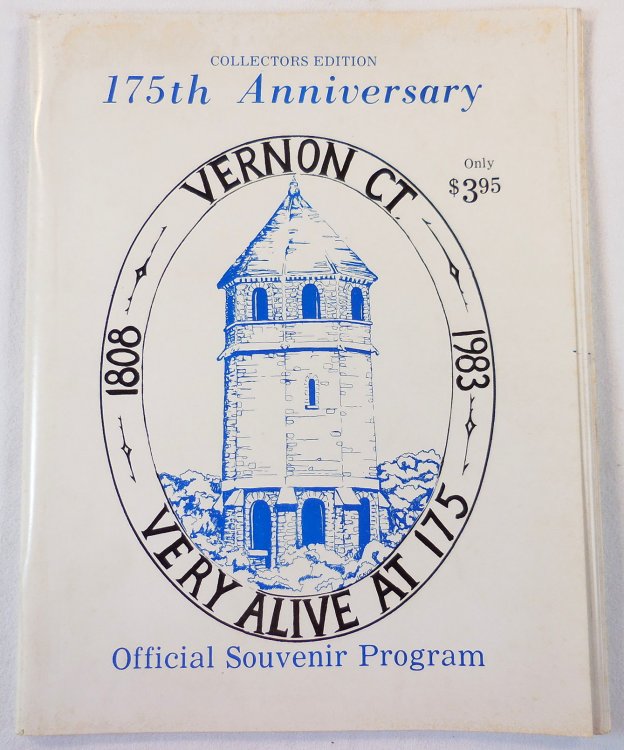 COLLECTORS EDITION
175th Anniversary
Only
$3.95
VERNON CT.
1808
1983
VERY ALIVE AT 175
Official Souvenir Program